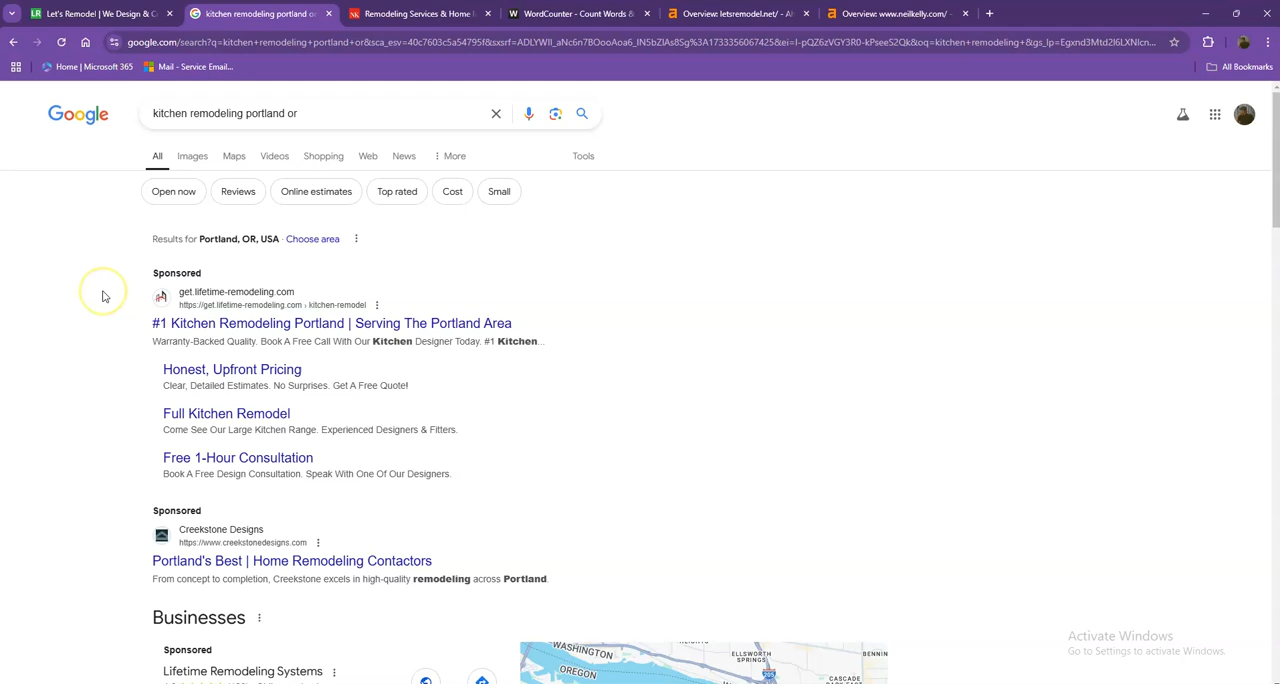 Let's Remodel | We Design & C
kitchen remodeling portland or
Remodeling Services & Home
WordCounter - Count Words &
Overview: letsremodel.net/ - Ah
Overview: www.neilkelly.com/ -
google.com/search?q=kitchen+remodeling+portland+or&sca_esv=40c7603c5a54795f&sxsrf=ADLYWII_aNc6n7BOooAoa6_IN5bZIAs8Sg%3A1733356067425&ei=I-pQZ6zVGY3R0-kPseeS2Qk&oq=kitchen+remodeling+&gs_lp=Egxnd3Mtd2l6LXNlcn...
Home | Microsoft 365
Mail - Service Email...
All Bookmarks
Google
kitchen remodeling portland or
All Images Maps Videos Shopping Web News More Tools
Open now Reviews Online estimates Top rated Cost Small
Results for Portland, OR, USA · Choose area
Sponsored
get.lifetime-remodeling.com
https://get.lifetime-remodeling.com › kitchen-remodel
#1 Kitchen Remodeling Portland | Serving The Portland Area
Warranty-Backed Quality. Book A Free Call With Our Kitchen Designer Today. #1 Kitchen...
Honest, Upfront Pricing
Clear, Detailed Estimates. No Surprises. Get A Free Quote!
Full Kitchen Remodel
Come See Our Large Kitchen Range. Experienced Designers & Fitters.
Free 1-Hour Consultation
Book A Free Design Consultation. Speak With One Of Our Designers.
Sponsored
Creekstone Designs
https://www.creekstonedesigns.com
Portland's Best | Home Remodeling Contactors
From concept to completion, Creekstone excels in high-quality remodeling across Portland.
Businesses
Sponsored
Lifetime Remodeling Systems
WASHINGTON
OREGON
ELLSWORTH
SPRINGS
BENNIN
205
CASCADE
Activate Windows
Go to Settings to activate Windows.